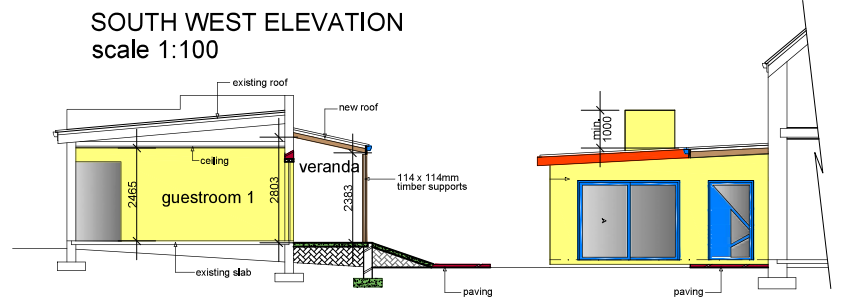 SOUTH WEST ELEVATION
scale 1:100
existing roof
new roof
min.
1000
ceiling
veranda
guestroom 1
2465
2803
2383
114 x 114mm
timber supports
A
existing slab
paving
paving